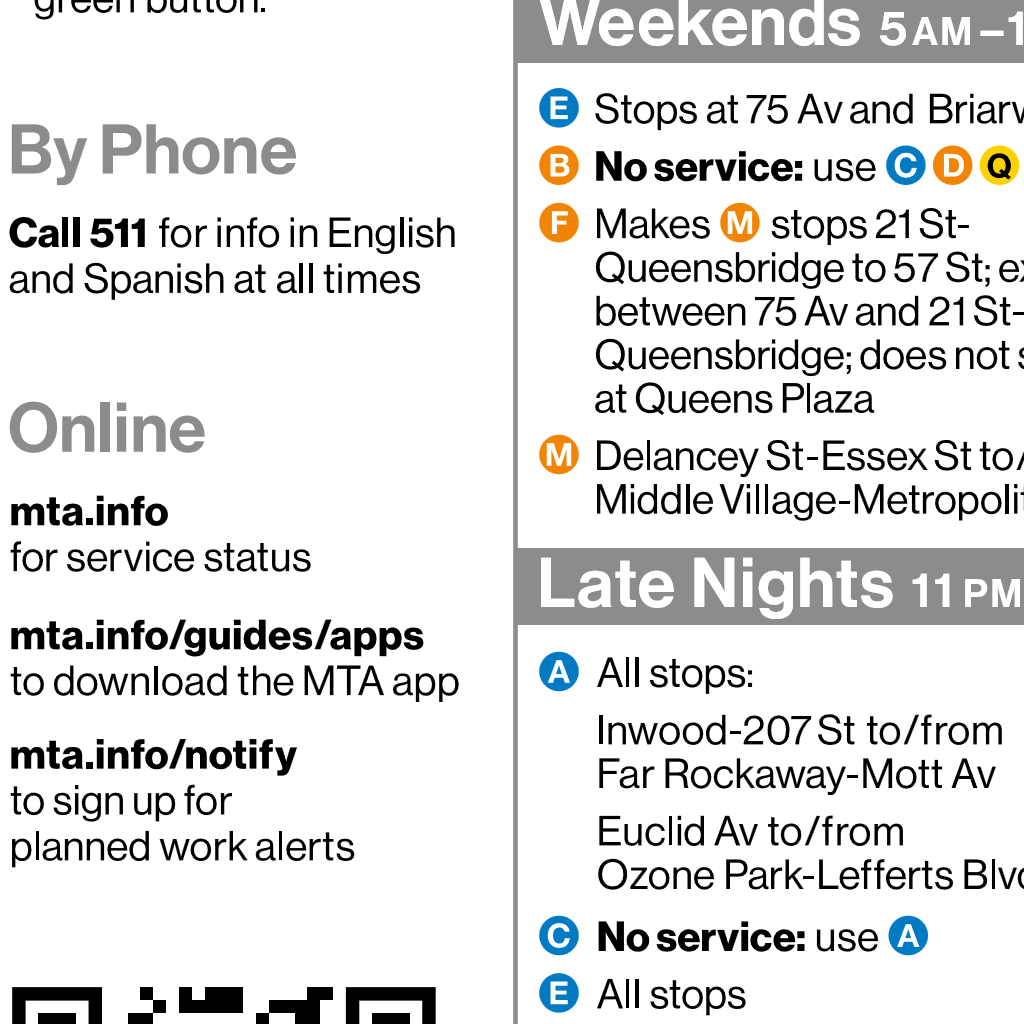 green button.
By Phone
Call 511 for info in English
and Spanish at all times
Online
mta.info
for service status
mta.info/guides/apps
to download the MTA app
mta.info/notify
to sign up for
planned work alerts
Weekends 5 AM –
E Stops at 75 Av and
B No service: use C D Q
F Makes M stops 21 St-
Queensbridge to 57 St;
between 75 Av and 21 St-
Queensbridge; does not
at Queens Plaza
M Delancey St-Essex St to/
Middle Village-
Late Nights 11 PM
A All stops:
Inwood-207 St to/from
Far Rockaway-Mott Av
Euclid Av to/from
Ozone Park-Lefferts
C No service: use A
E All stops